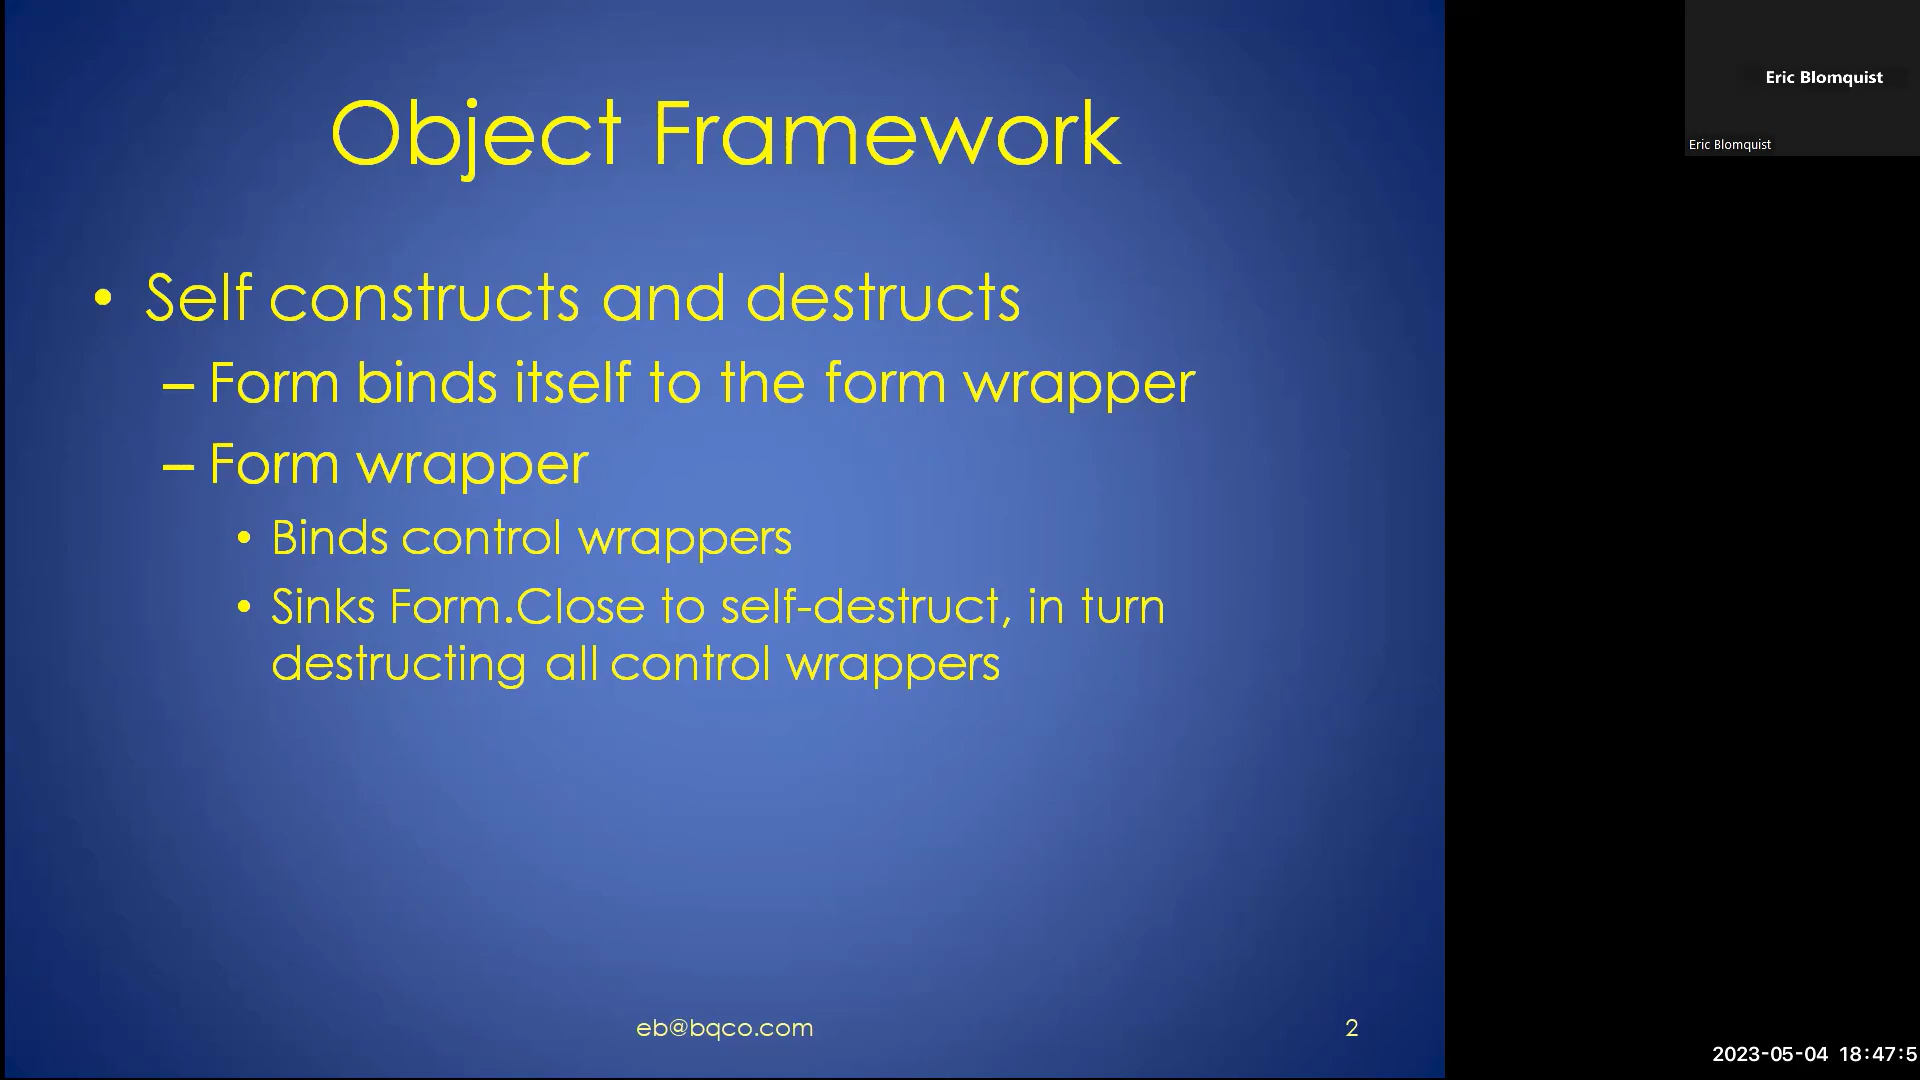 Object Framework
• Self constructs and destructs
– Form binds itself to the form wrapper
– Form wrapper
• Binds control wrappers
• Sinks Form.Close to self-destruct, in turn
destructing all control wrappers
eb@bqco.com
2
Eric Blomquist
Eric Blomquist
2023-05-04 18:47:5